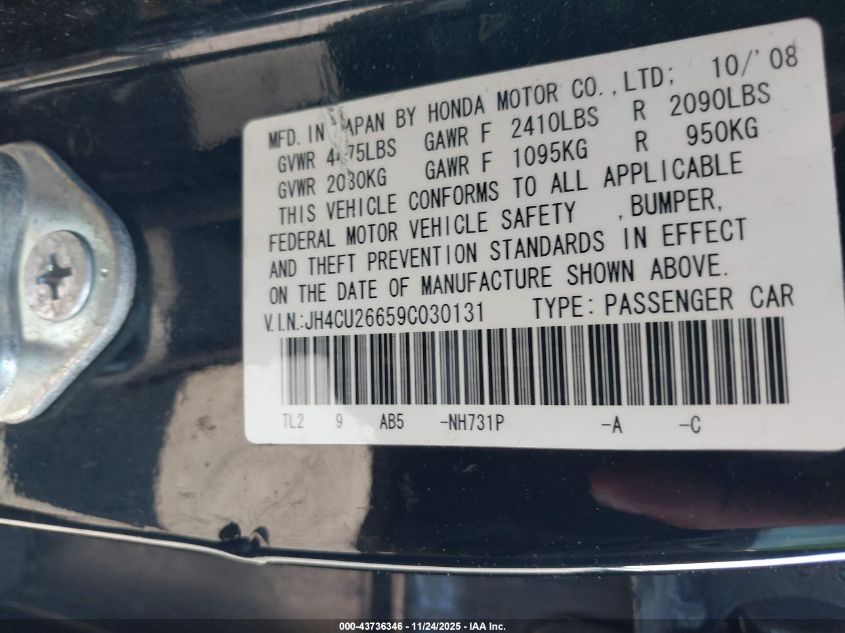 MFD. IN JAPAN BY HONDA MOTOR CO.,LTD; 10/'08
GVWR LBS GAWR F 2410LBS R 2090LBS
GVWR GAWR F 1095KG R 950KG
THIS VEHICLE CONFORMS TO ALL APPLICABLE
FEDERAL MOTOR VEHICLE SAFETY ,BUMPER,
AND THEFT PREVENTION STANDARDS IN EFFECT
ON THE DATE OF MANUFACTURE SHOWN ABOVE.
V.I.N:JH4CU26659C030131 TYPE: PASSENGER CAR
TL2 9 AB5 -NH731P -A -C
000-43736346 - 11/24/2025 - IAA Inc.